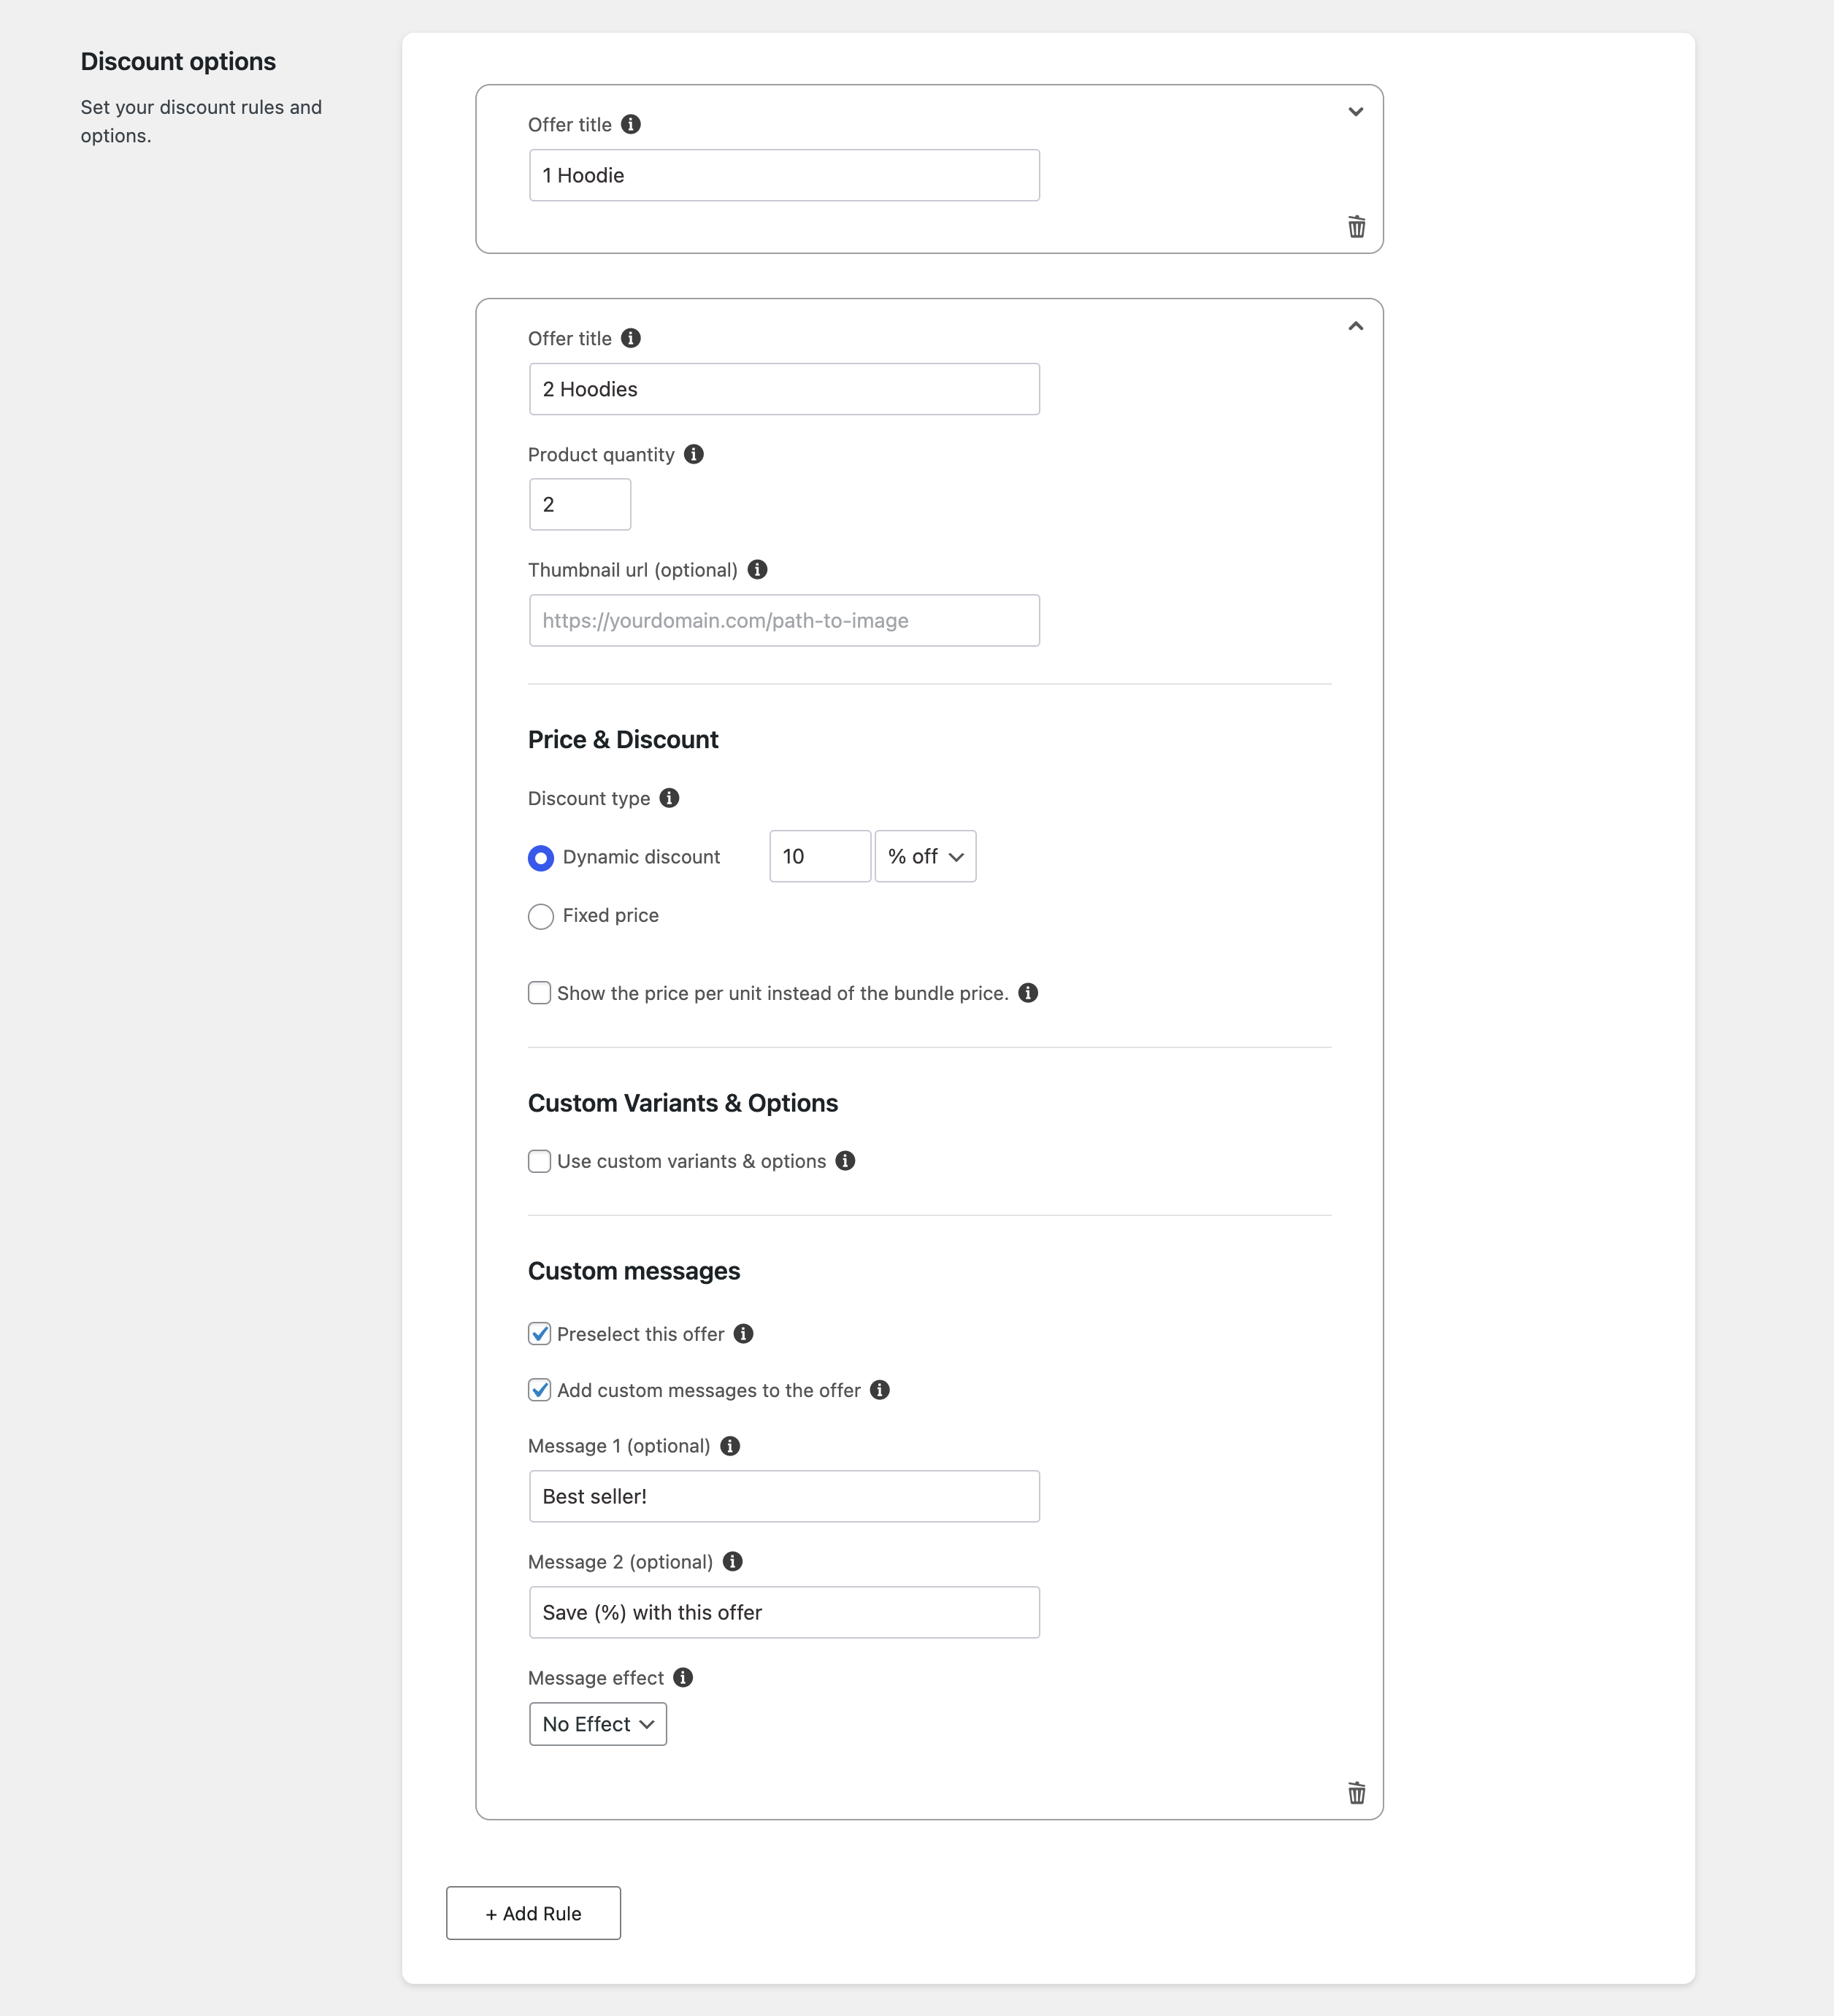 Discount options
Set your discount rules and
options.
Offer title
1 Hoodie
Offer title
2 Hoodies
Product quantity
2
Thumbnail url (optional)
https://yourdomain.com/path-to-image
Price & Discount
Discount type
Dynamic discount 10 % off
Fixed price
Show the price per unit instead of the bundle price.
Custom Variants & Options
Use custom variants & options
Custom messages
Preselect this offer
Add custom messages to the offer
Message 1 (optional)
Best seller!
Message 2 (optional)
Save (%) with this offer
Message effect
No Effect
+ Add Rule